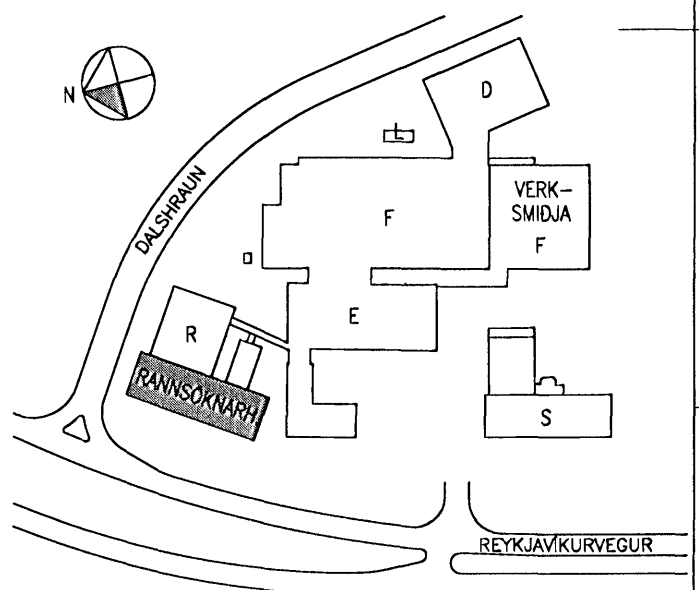 N
D
L
DALSHRAUN
VERK-
SMIDJA
F
F
E
R
RANNSÓKNARH.
S
REYKJAVÍKURVEGUR